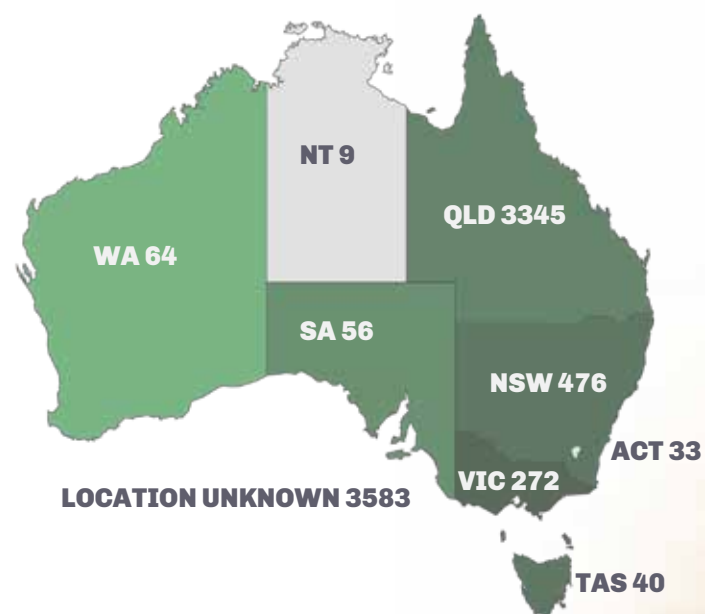 NT 9
QLD 3345
WA 64
SA 56
NSW 476
ACT 33
VIC 272
LOCATION UNKNOWN 3583
TAS 40